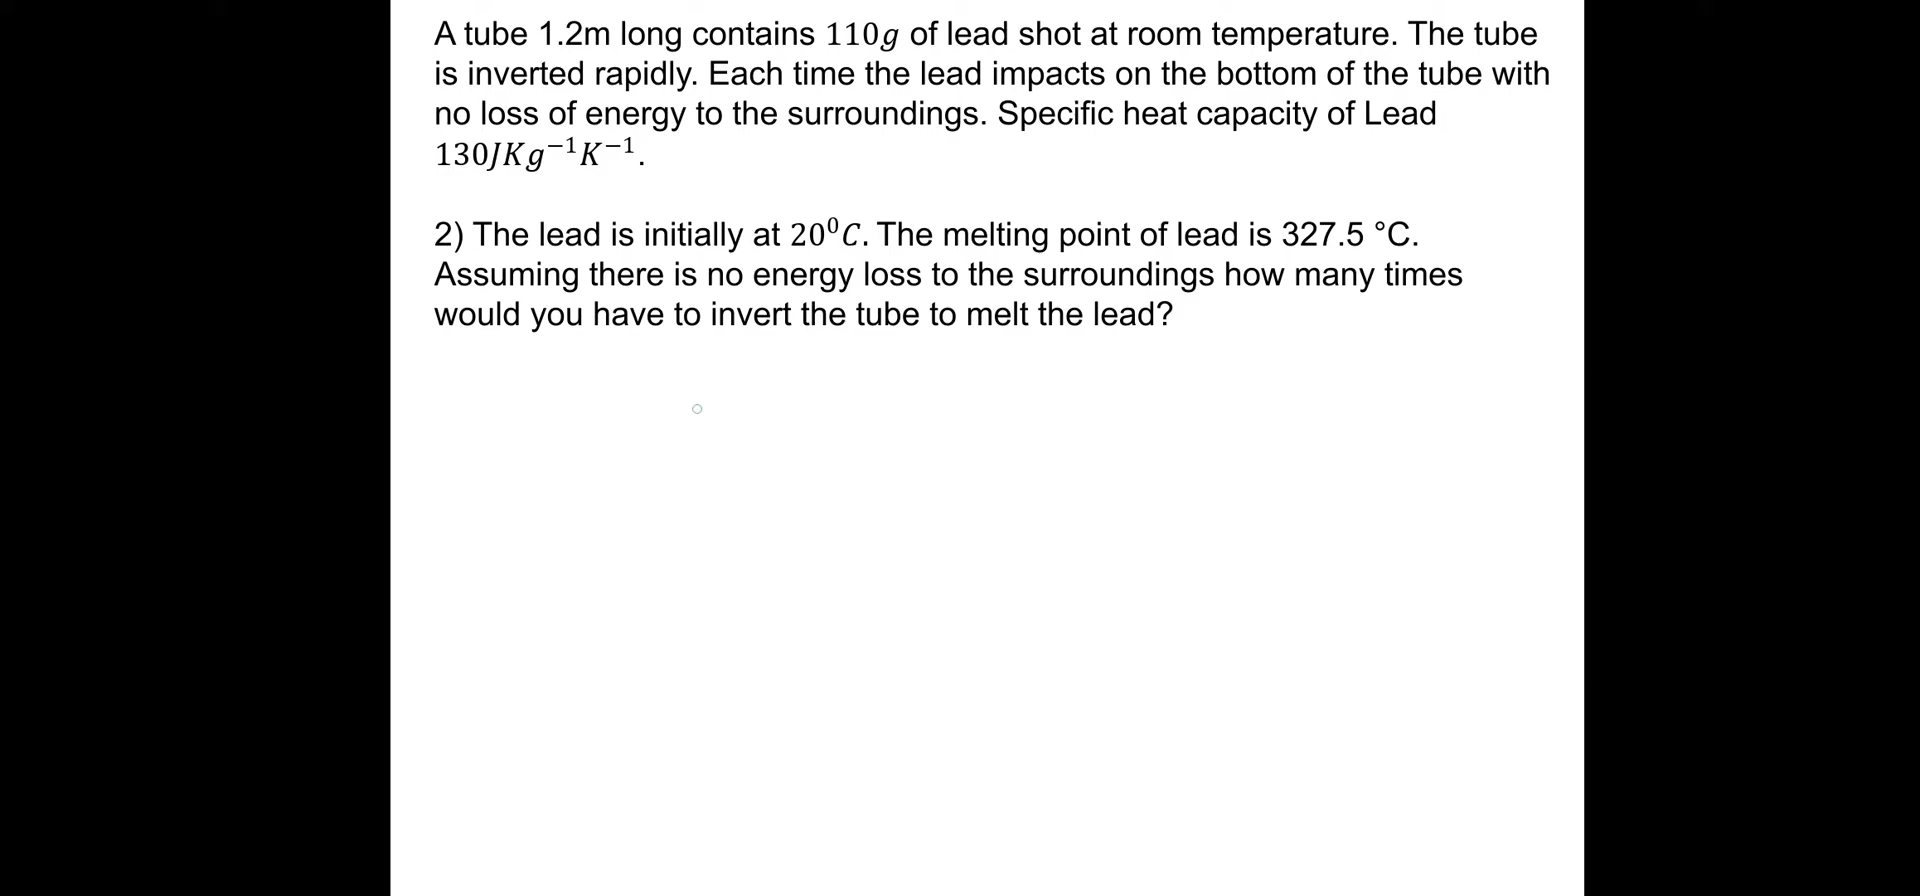 A tube 1.2m long contains 110g of lead shot at room temperature. The tube
is inverted rapidly. Each time the lead impacts on the bottom of the tube with
no loss of energy to the surroundings. Specific heat capacity of Lead
130JKg⁻¹K⁻¹.
2) The lead is initially at 20⁰C. The melting point of lead is 327.5 °C.
Assuming there is no energy loss to the surroundings how many times
would you have to invert the tube to melt the lead?